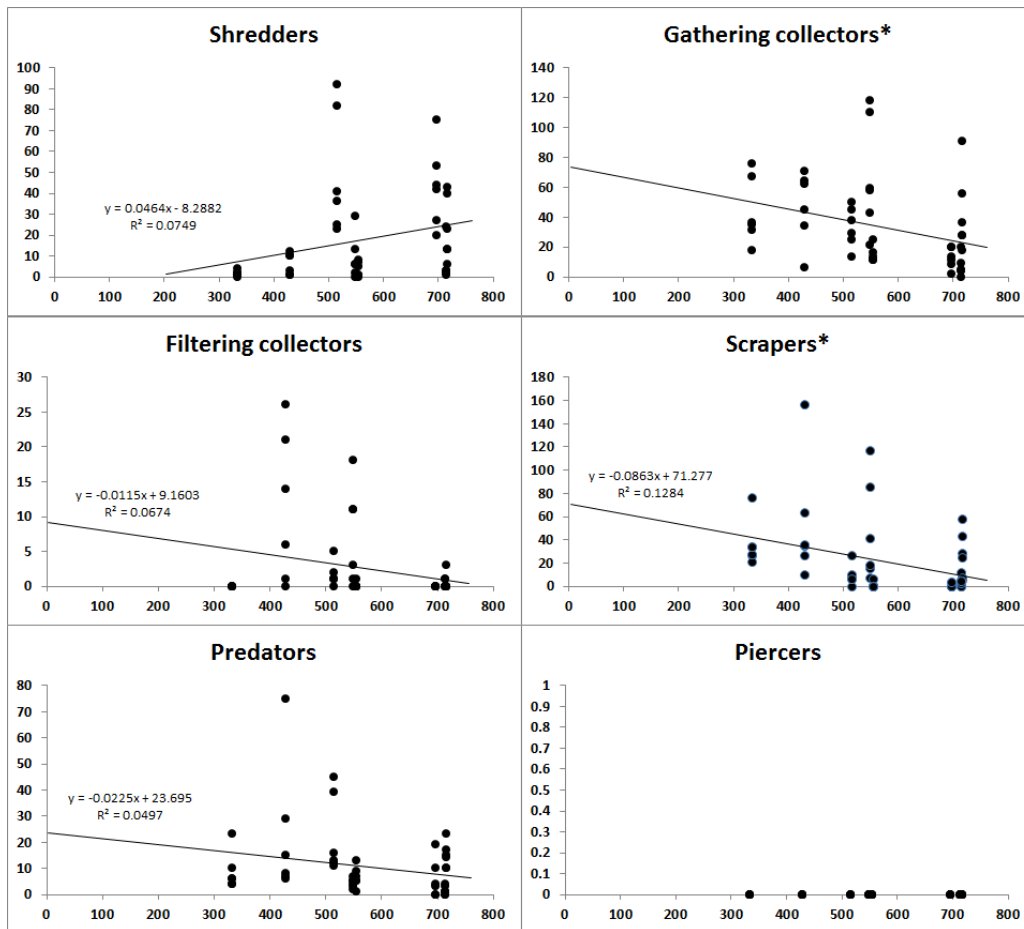 Shredders
100
90
80
70
60
50
40
30
20
10
0
y = 0.0464x - 8.2882
R² = 0.0749
0 100 200 300 400 500 600 700 800
Gathering collectors*
140
120
100
80
60
40
20
0
0 100 200 300 400 500 600 700 800
Filtering collectors
30
25
20
15
10
5
0
y = -0.0115x + 9.1603
R² = 0.0674
0 100 200 300 400 500 600 700 800
Scrapers*
180
160
140
120
100
80
60
40
20
0
y = -0.0863x + 71.277
R² = 0.1284
0 100 200 300 400 500 600 700 800
Predators
80
70
60
50
40
30
20
10
0
y = -0.0225x + 23.695
R² = 0.0497
0 100 200 300 400 500 600 700 800
Piercers
1
0.9
0.8
0.7
0.6
0.5
0.4
0.3
0.2
0.1
0
0 100 200 300 400 500 600 700 800